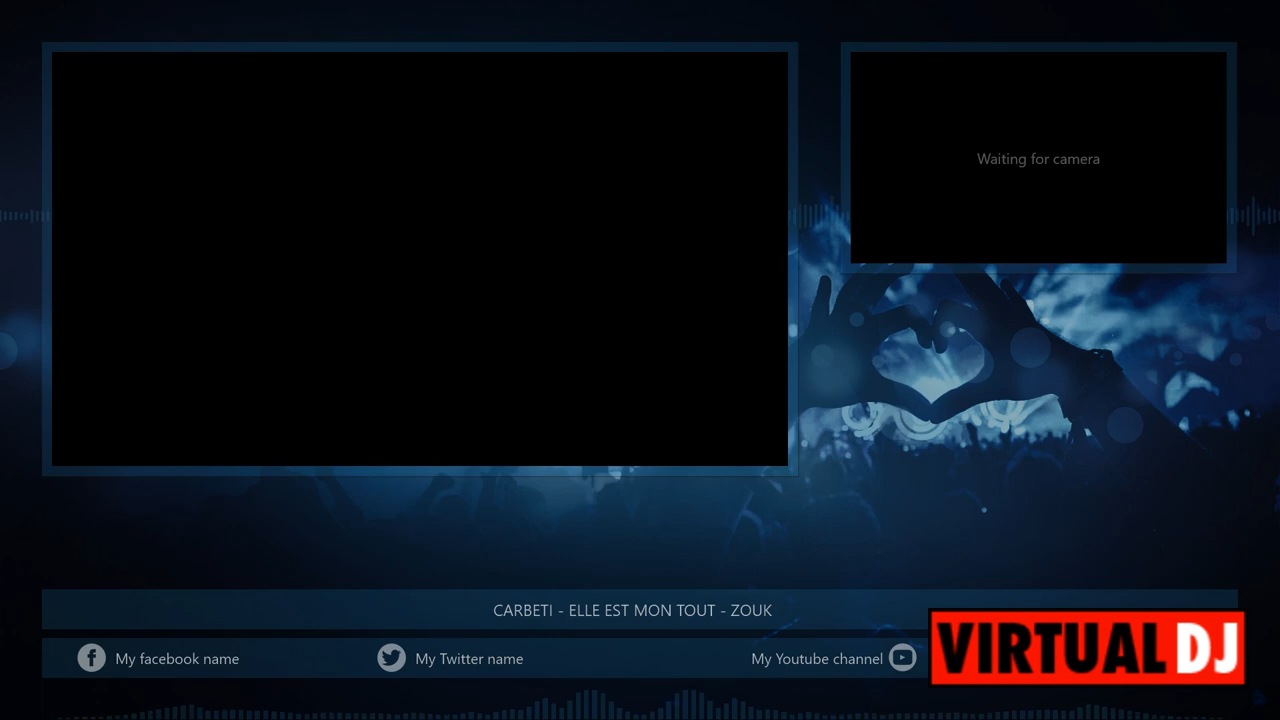 Waiting for camera
CARBETI - ELLE EST MON TOUT - ZOUK
My facebook name
My Twitter name
My Youtube channel
VIRTUAL DJ